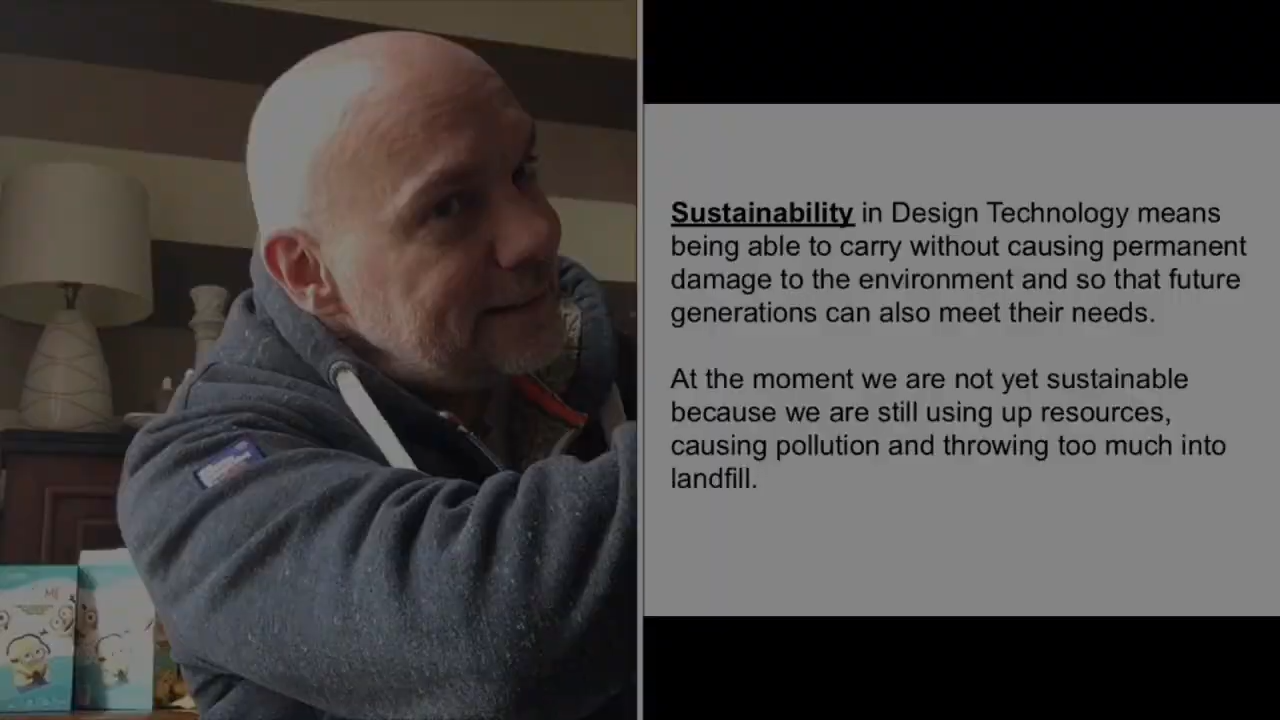 Sustainability in Design Technology means
being able to carry without causing permanent
damage to the environment and so that future
generations can also meet their needs.
At the moment we are not yet sustainable
because we are still using up resources,
causing pollution and throwing too much into
landfill.